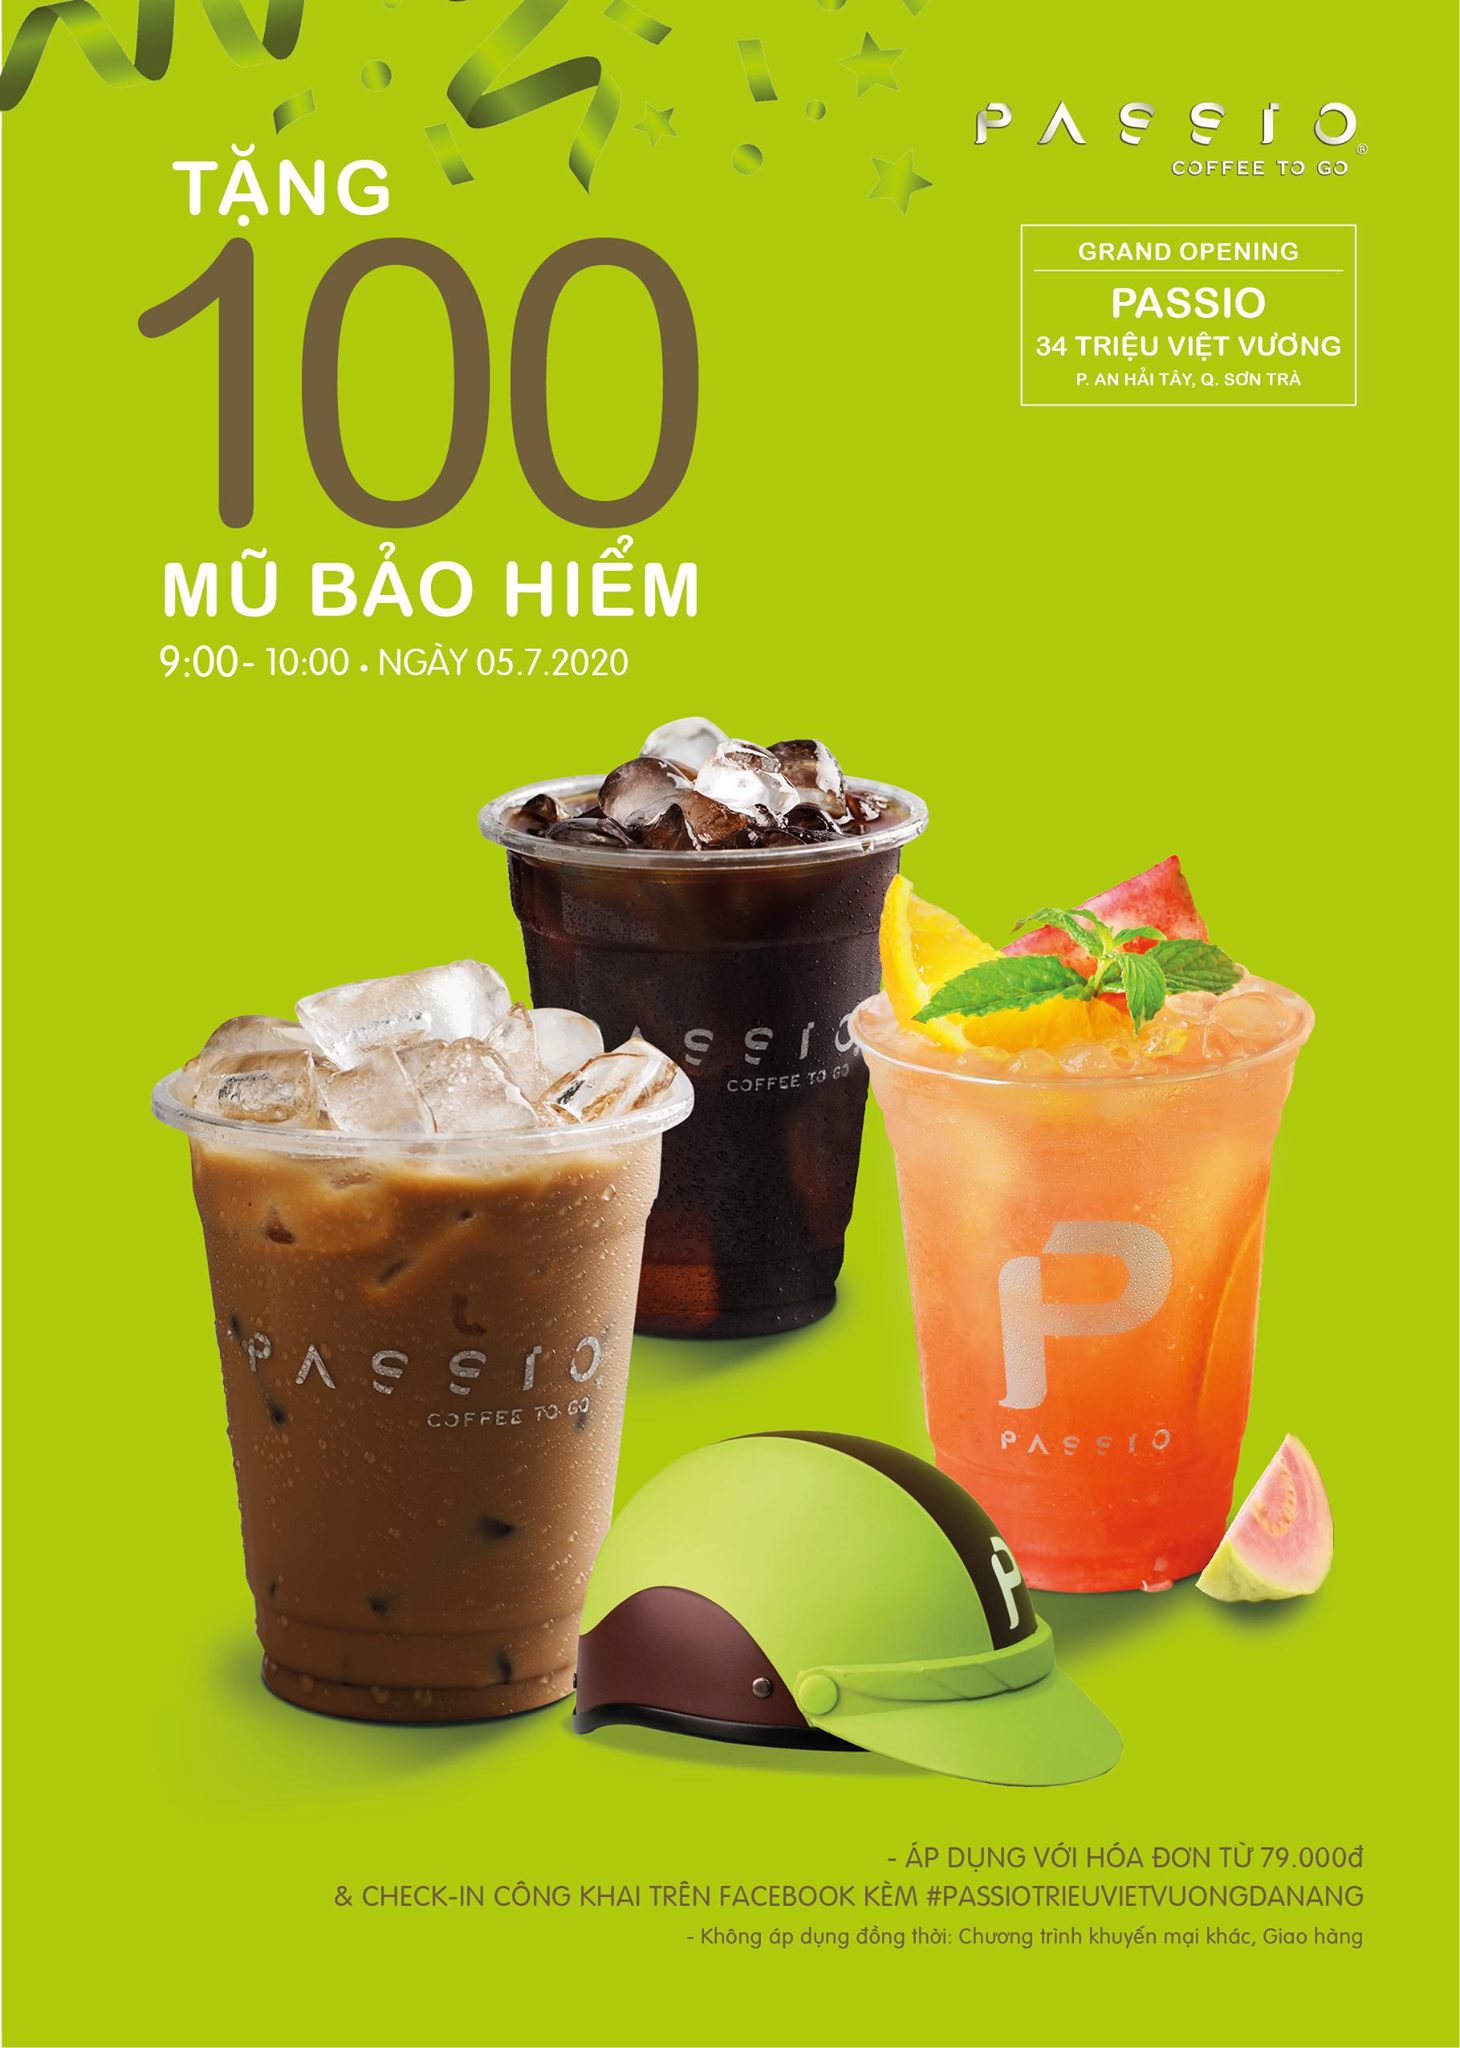 PASSIO®
COFFEE TO GO
TẶNG
100
MŨ BẢO HIỂM
9:00 - 10:00 • NGÀY 05.7.2020
GRAND OPENING
PASSIO
34 TRIỆU VIỆT VƯƠNG
P. AN HẢI TÂY, Q. SƠN TRÀ
ASSIO
COFFEE TO GO
PASSIO
COFFEE TO GO
P
PASSIO
P
- ÁP DỤNG VỚI HÓA ĐƠN TỪ 79.000đ
& CHECK-IN CÔNG KHAI TRÊN FACEBOOK KÈM #PASSIOTRIEUVIETVUONGDANANG
- Không áp dụng đồng thời: Chương trình khuyến mại khác, Giao hàng